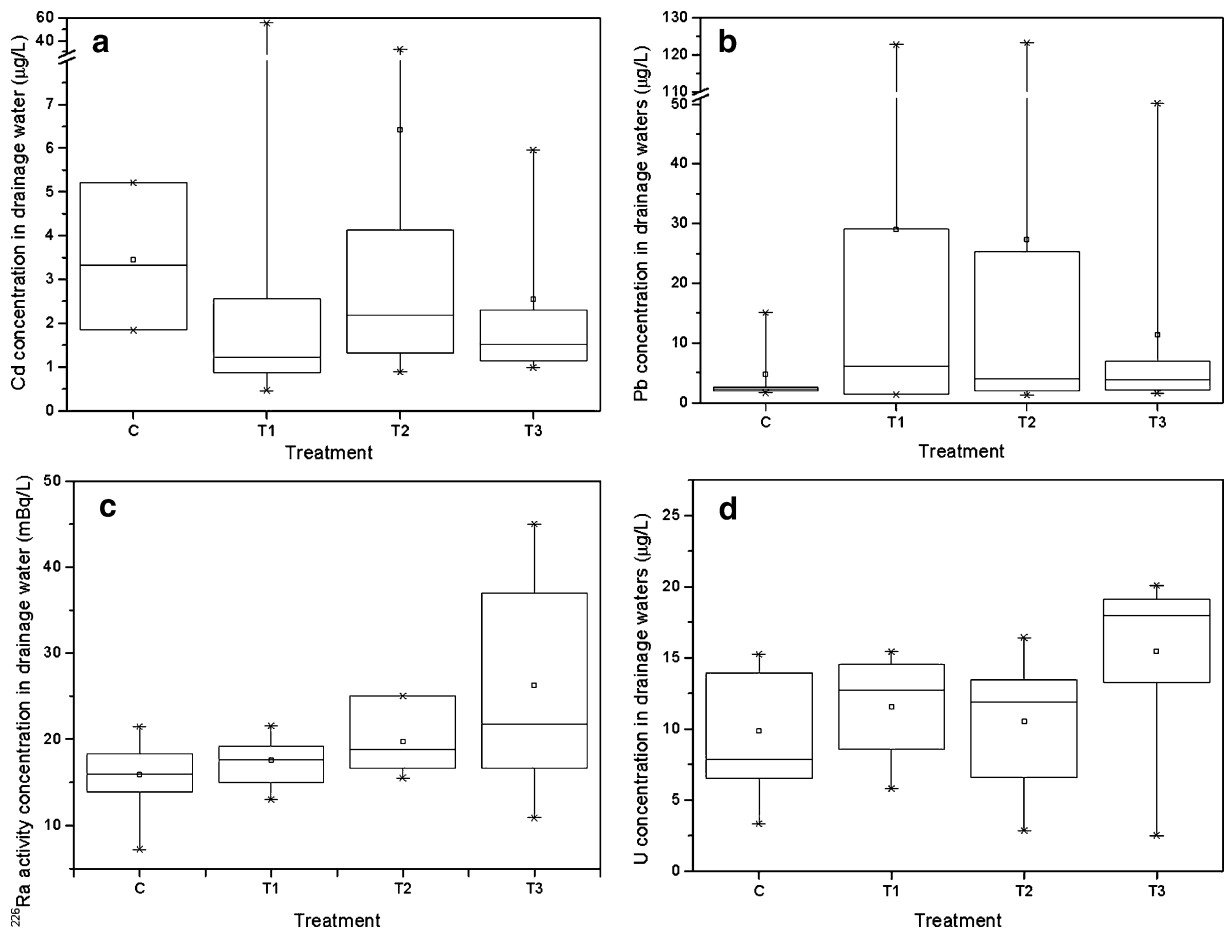 a
Cd concentration in drainage water (µg/L)
60
40
7
6
5
4
3
2
1
0
C T1 T2 T3
Treatment
b
Pb concentration in drainage waters (µg/L)
130
120
110
50
40
30
20
10
0
C T1 T2 T3
Treatment
c
²²⁶Ra activity concentration in drainage water (mBq/L)
50
40
30
20
10
C T1 T2 T3
Treatment
d
U concentration in drainage waters (µg/L)
25
20
15
10
5
0
C T1 T2 T3
Treatment